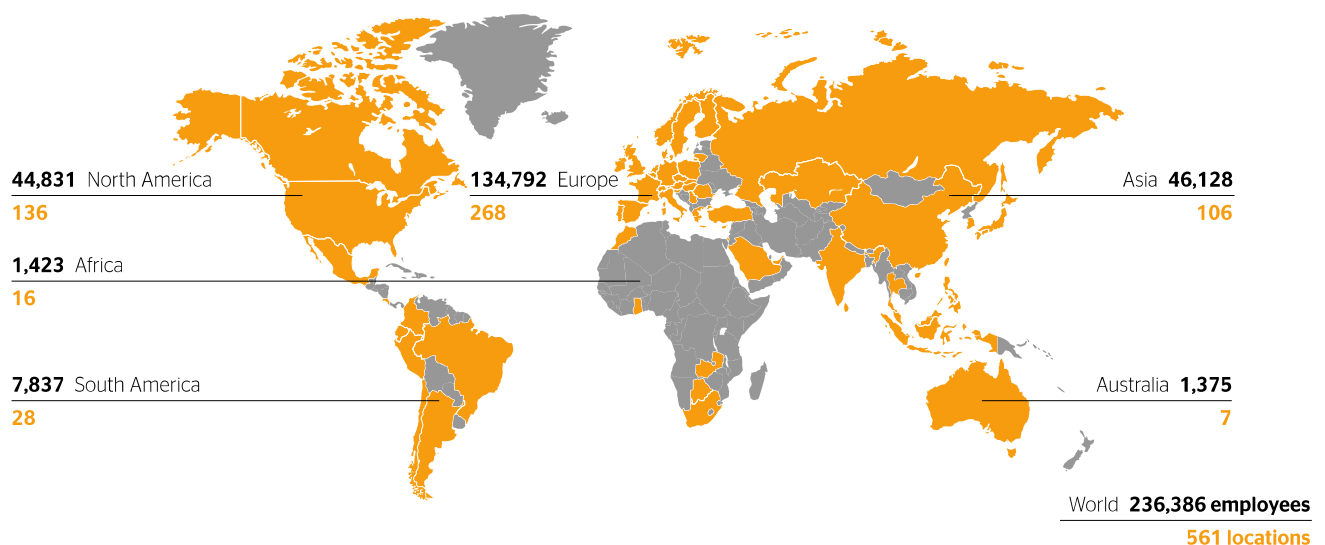 44,831 North America
136
134,792 Europe
268
Asia 46,128
106
1,423 Africa
16
7,837 South America
28
Australia 1,375
7
World 236,386 employees
561 locations